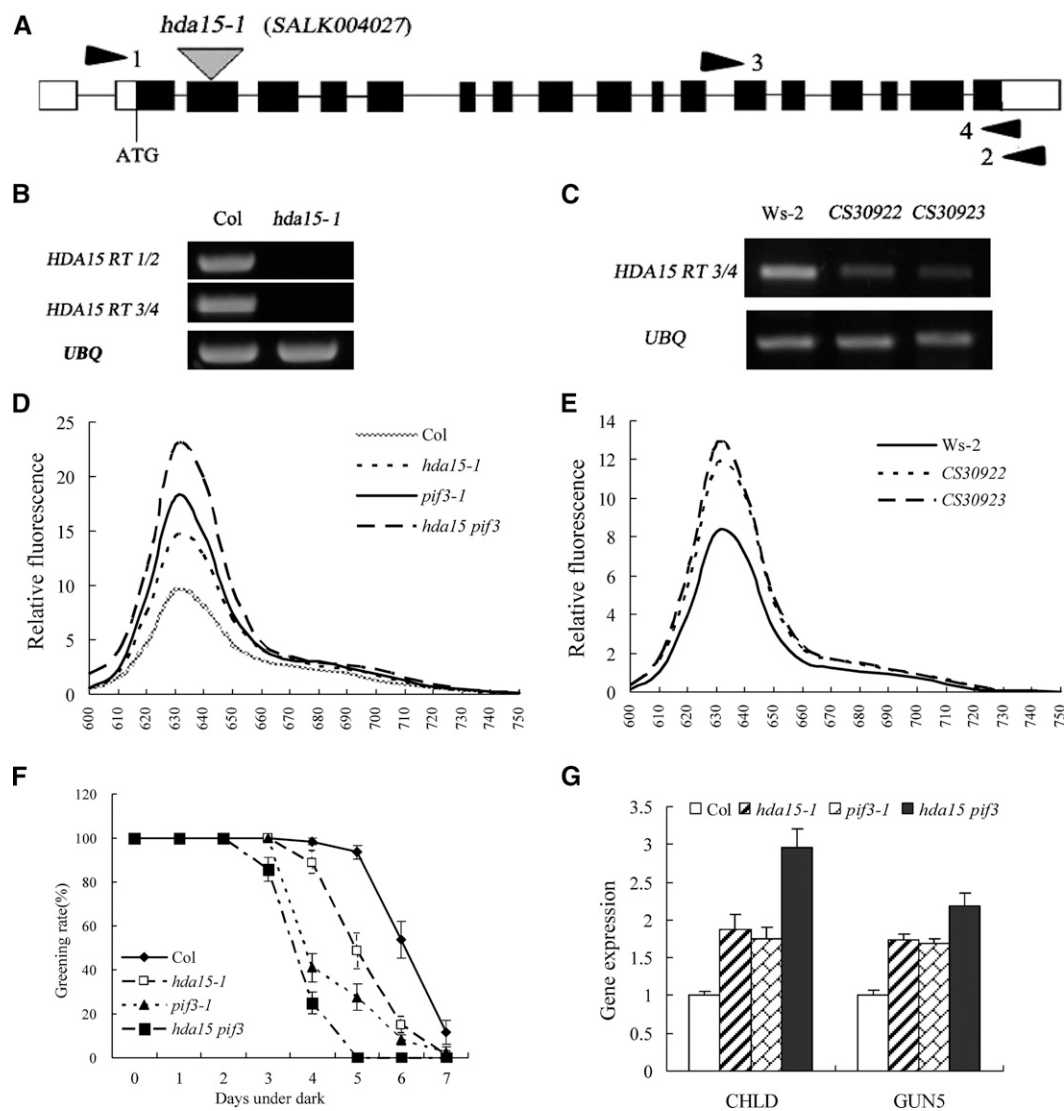 A
hda15-1 (SALK004027)
1
3
ATG
4
2
B
Col hda15-1
HDA15 RT 1/2
HDA15 RT 3/4
UBQ
C
Ws-2 CS30922 CS30923
HDA15 RT 3/4
UBQ
D
Relative fluorescence
25
20
15
10
5
0
Col
hda15-1
pif3-1
hda15 pif3
600 610 620 630 640 650 660 670 680 690 700 710 720 730 740 750
E
Relative fluorescence
14
12
10
8
6
4
2
0
Ws-2
CS30922
CS30923
600 610 620 630 640 650 660 670 680 690 700 710 720 730 740 750
F
Greening rate(%)
120
100
80
60
40
20
0
Col
hda15-1
pif3-1
hda15 pif3
0 1 2 3 4 5 6 7
Days under dark
G
Gene expression
3.5
3
2.5
2
1.5
1
0.5
0
Col hda15-1 pif3-1 hda15 pif3
CHLD GUN5